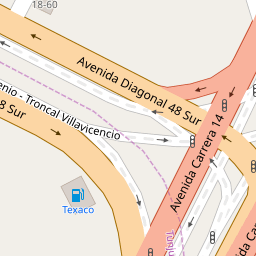 18-60
Avenida Diagonal 48 Sur
enio - Troncal Villavicencio
8 Sur
Avenida Carrera 14
Texaco